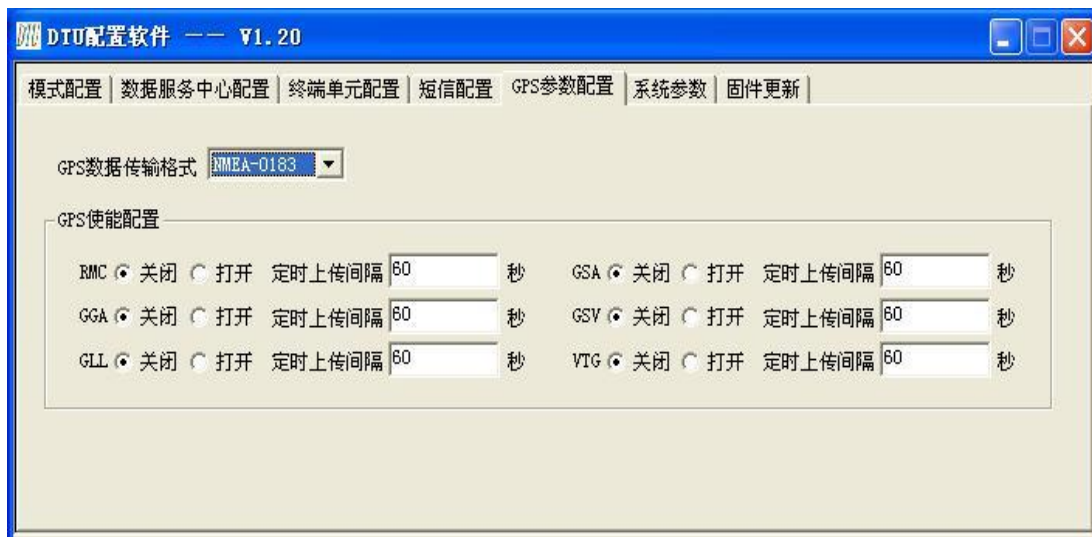 DTU配置软件 —— V1.20
模式配置 数据服务中心配置 终端单元配置 短信配置 GPS参数配置 系统参数 固件更新
GPS数据传输格式 NMEA-0183
GPS使能配置
RMC 关闭 打开 定时上传间隔 60 秒 GSA 关闭 打开 定时上传间隔 60 秒
GGA 关闭 打开 定时上传间隔 60 秒 GSV 关闭 打开 定时上传间隔 60 秒
GLL 关闭 打开 定时上传间隔 60 秒 VTG 关闭 打开 定时上传间隔 60 秒